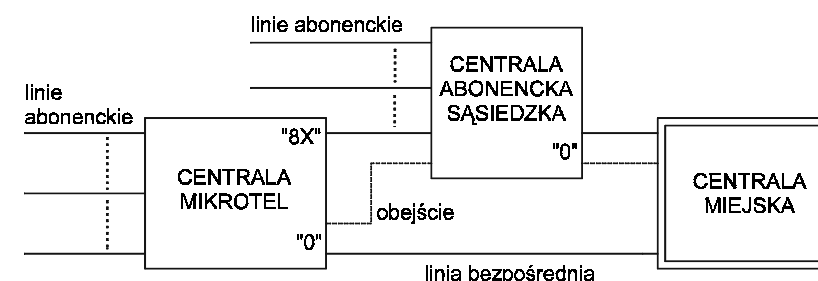 linie abonenckie
CENTRALA
ABONENCKA
SĄSIEDZKA
"0"
linie
abonenckie
"8X"
CENTRALA
MIKROTEL
"0"
obejście
CENTRALA
MIEJSKA
linia bezpośrednia